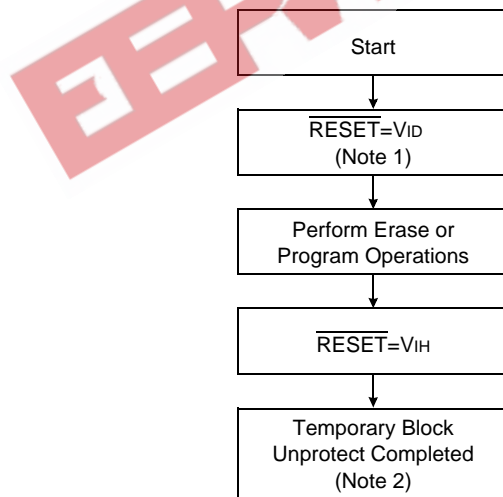 Start
RESET=VID
(Note 1)
Perform Erase or
Program Operations
RESET=VIH
Temporary Block
Unprotect Completed
(Note 2)